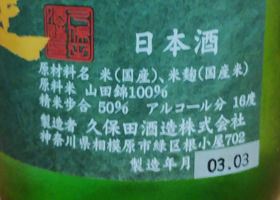 日本酒
原材料名 米(国産)、米麹(国産米)
原料米 山田錦100%
精米歩合 50% アルコール分 16度
製造者 久保田酒造株式会社
神奈川県相模原市緑区根小屋702
製造年月 03.03